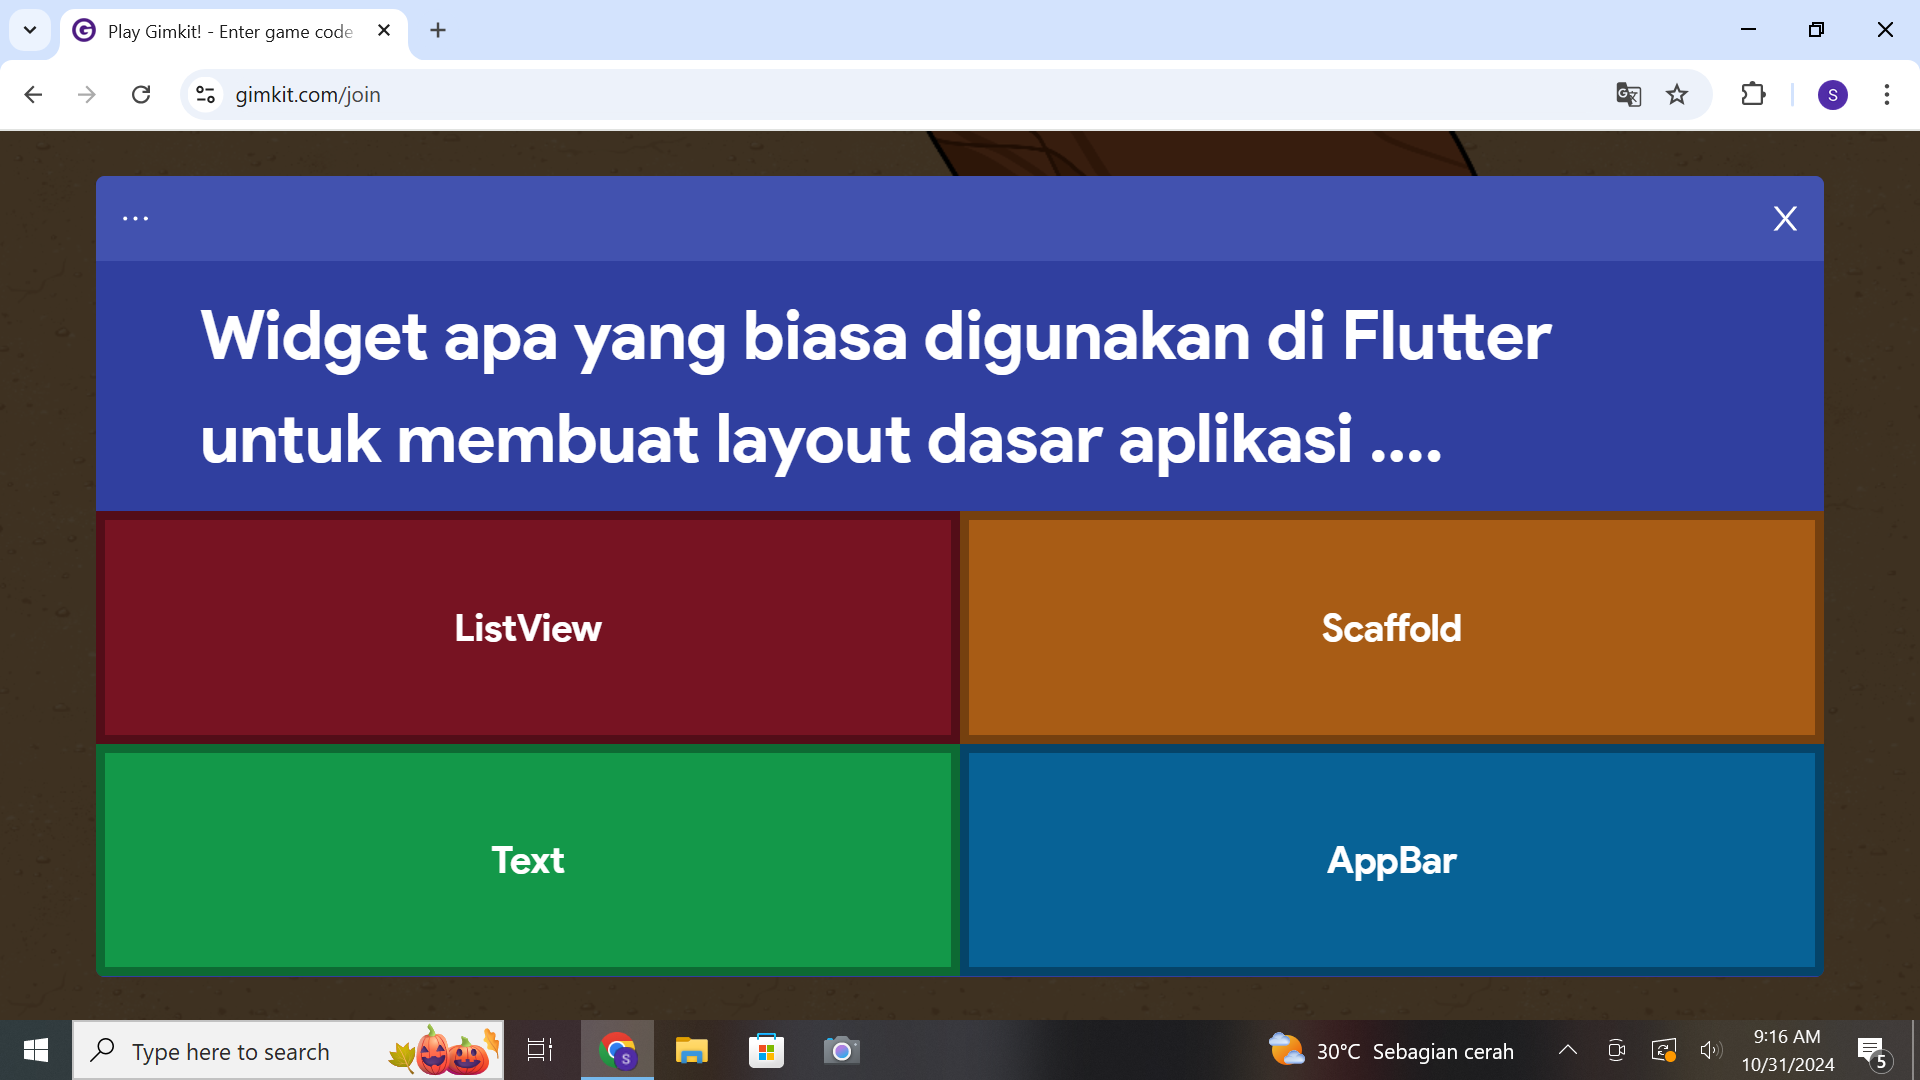 Play Gimkit! - Enter game code
gimkit.com/join
S
...
X
Widget apa yang biasa digunakan di Flutter
untuk membuat layout dasar aplikasi ....
ListView
Scaffold
Text
AppBar
Type here to search
S
30°C Sebagian cerah
9:16 AM
10/31/2024
5